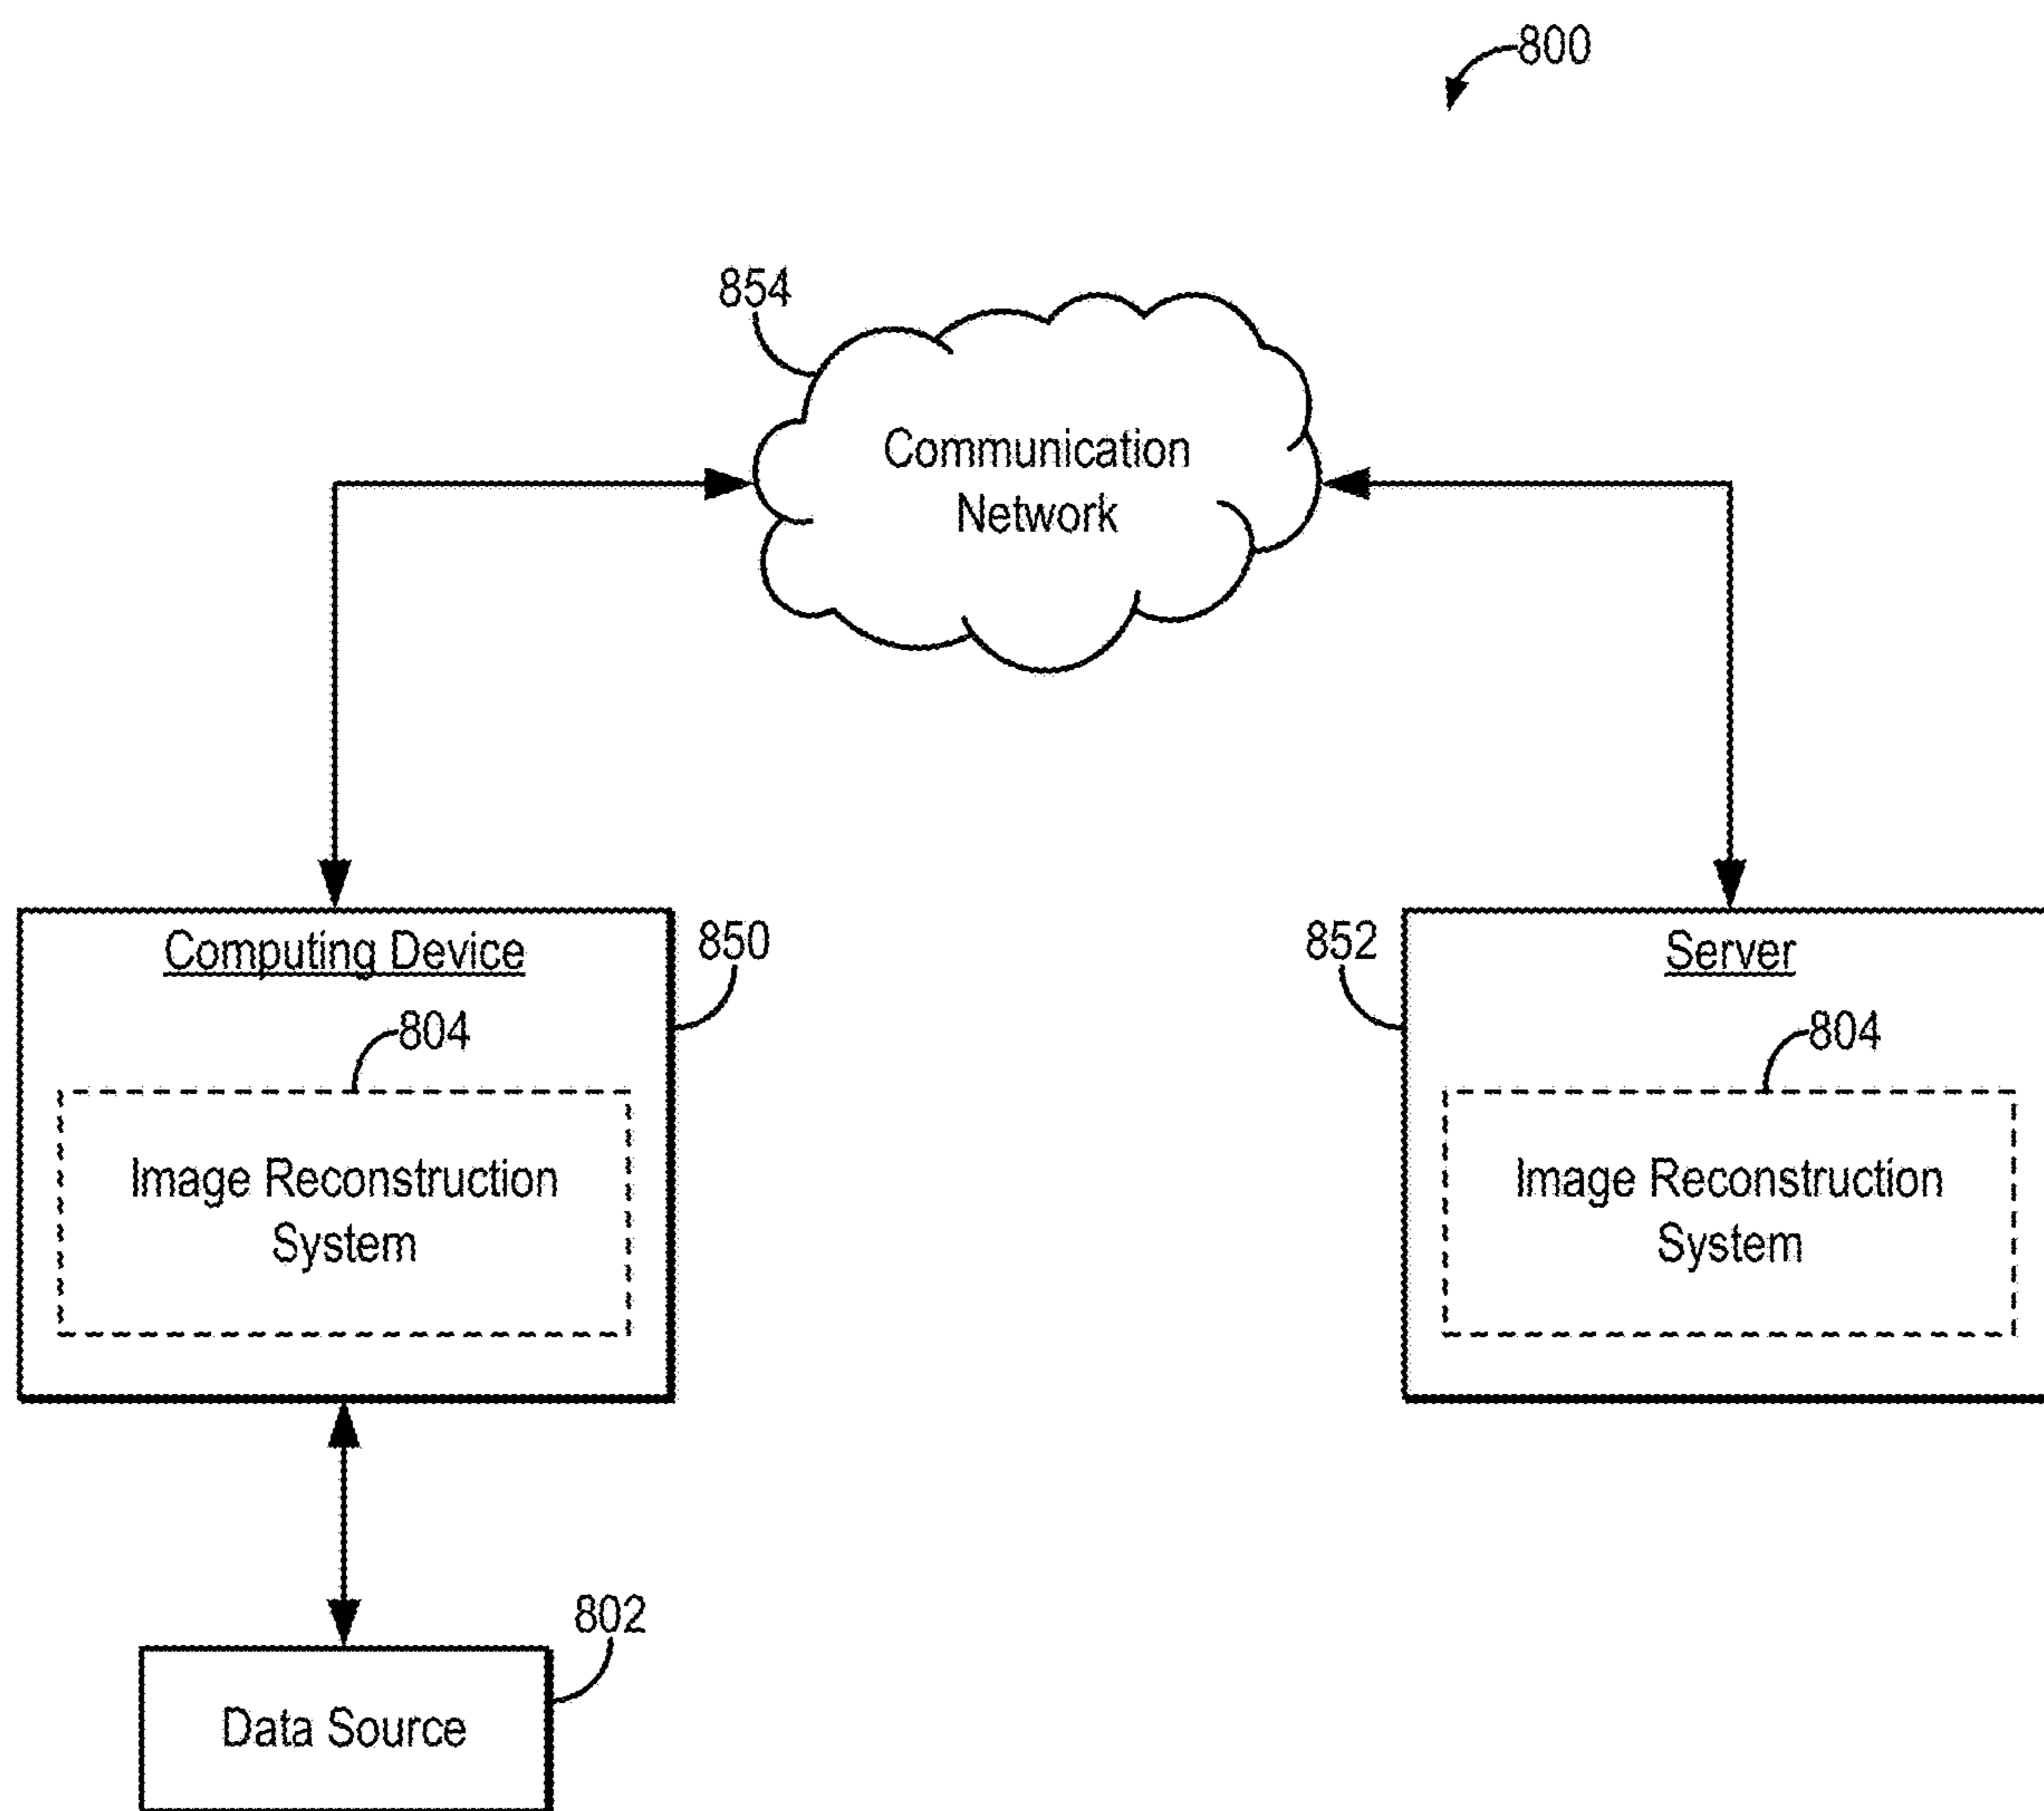 800
854
Communication
Network
Computing Device
850
852
Server
804
804
Image Reconstruction
System
Image Reconstruction
System
802
Data Source